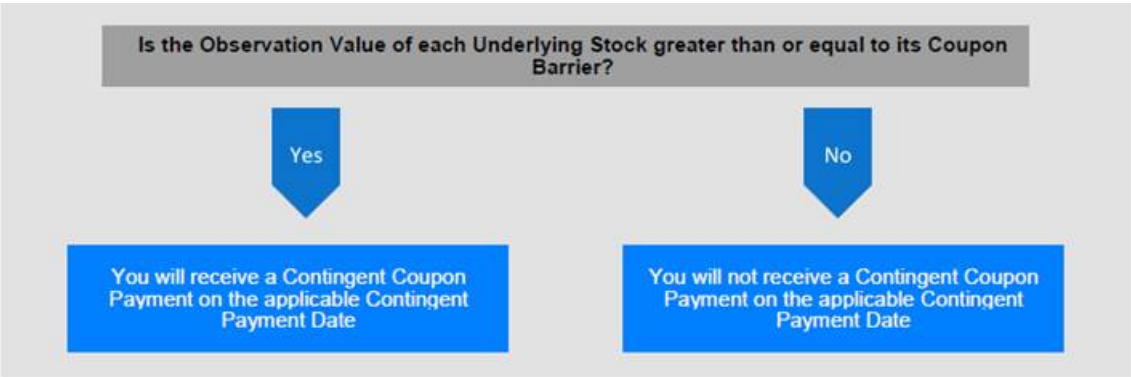 Is the Observation Value of each Underlying Stock greater than or equal to its Coupon
Barrier?
Yes
No
You will receive a Contingent Coupon
Payment on the applicable Contingent
Payment Date
You will not receive a Contingent Coupon
Payment on the applicable Contingent
Payment Date